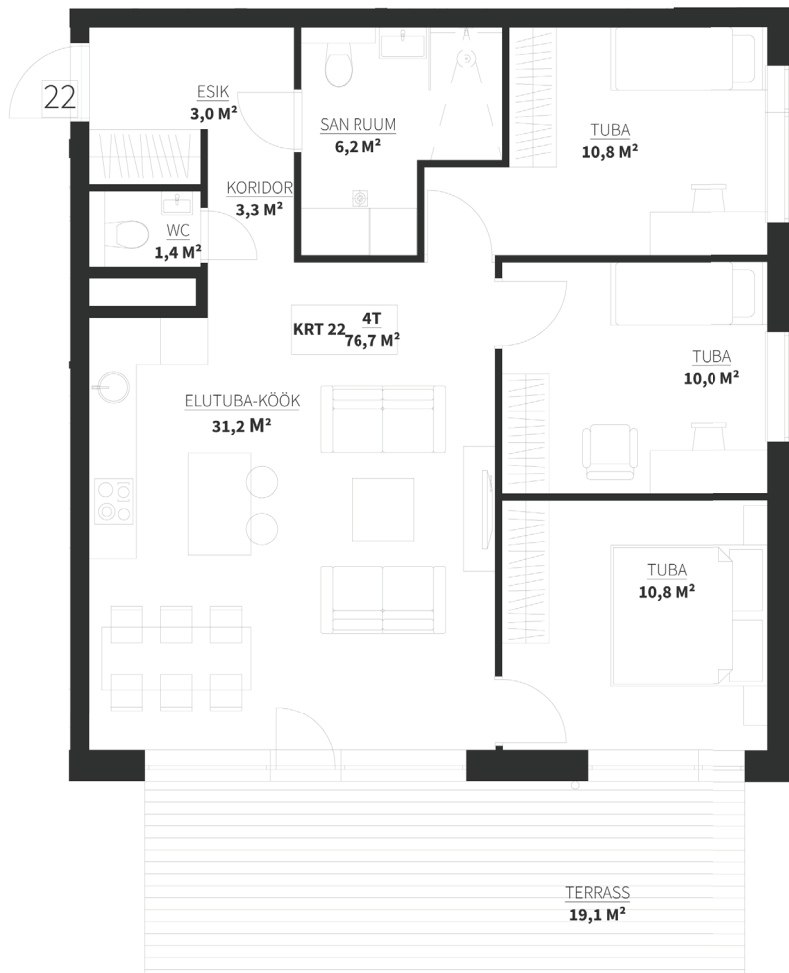 22
ESIK
3,0 M²
SAN RUUM
6,2 M²
TUBA
10,8 M²
KORIDOR
3,3 M²
WC
1,4 M²
KRT 22
4T
76,7 M²
TUBA
10,0 M²
ELUTUBA-KÖÖK
31,2 M²
TUBA
10,8 M²
TERRASS
19,1 M²